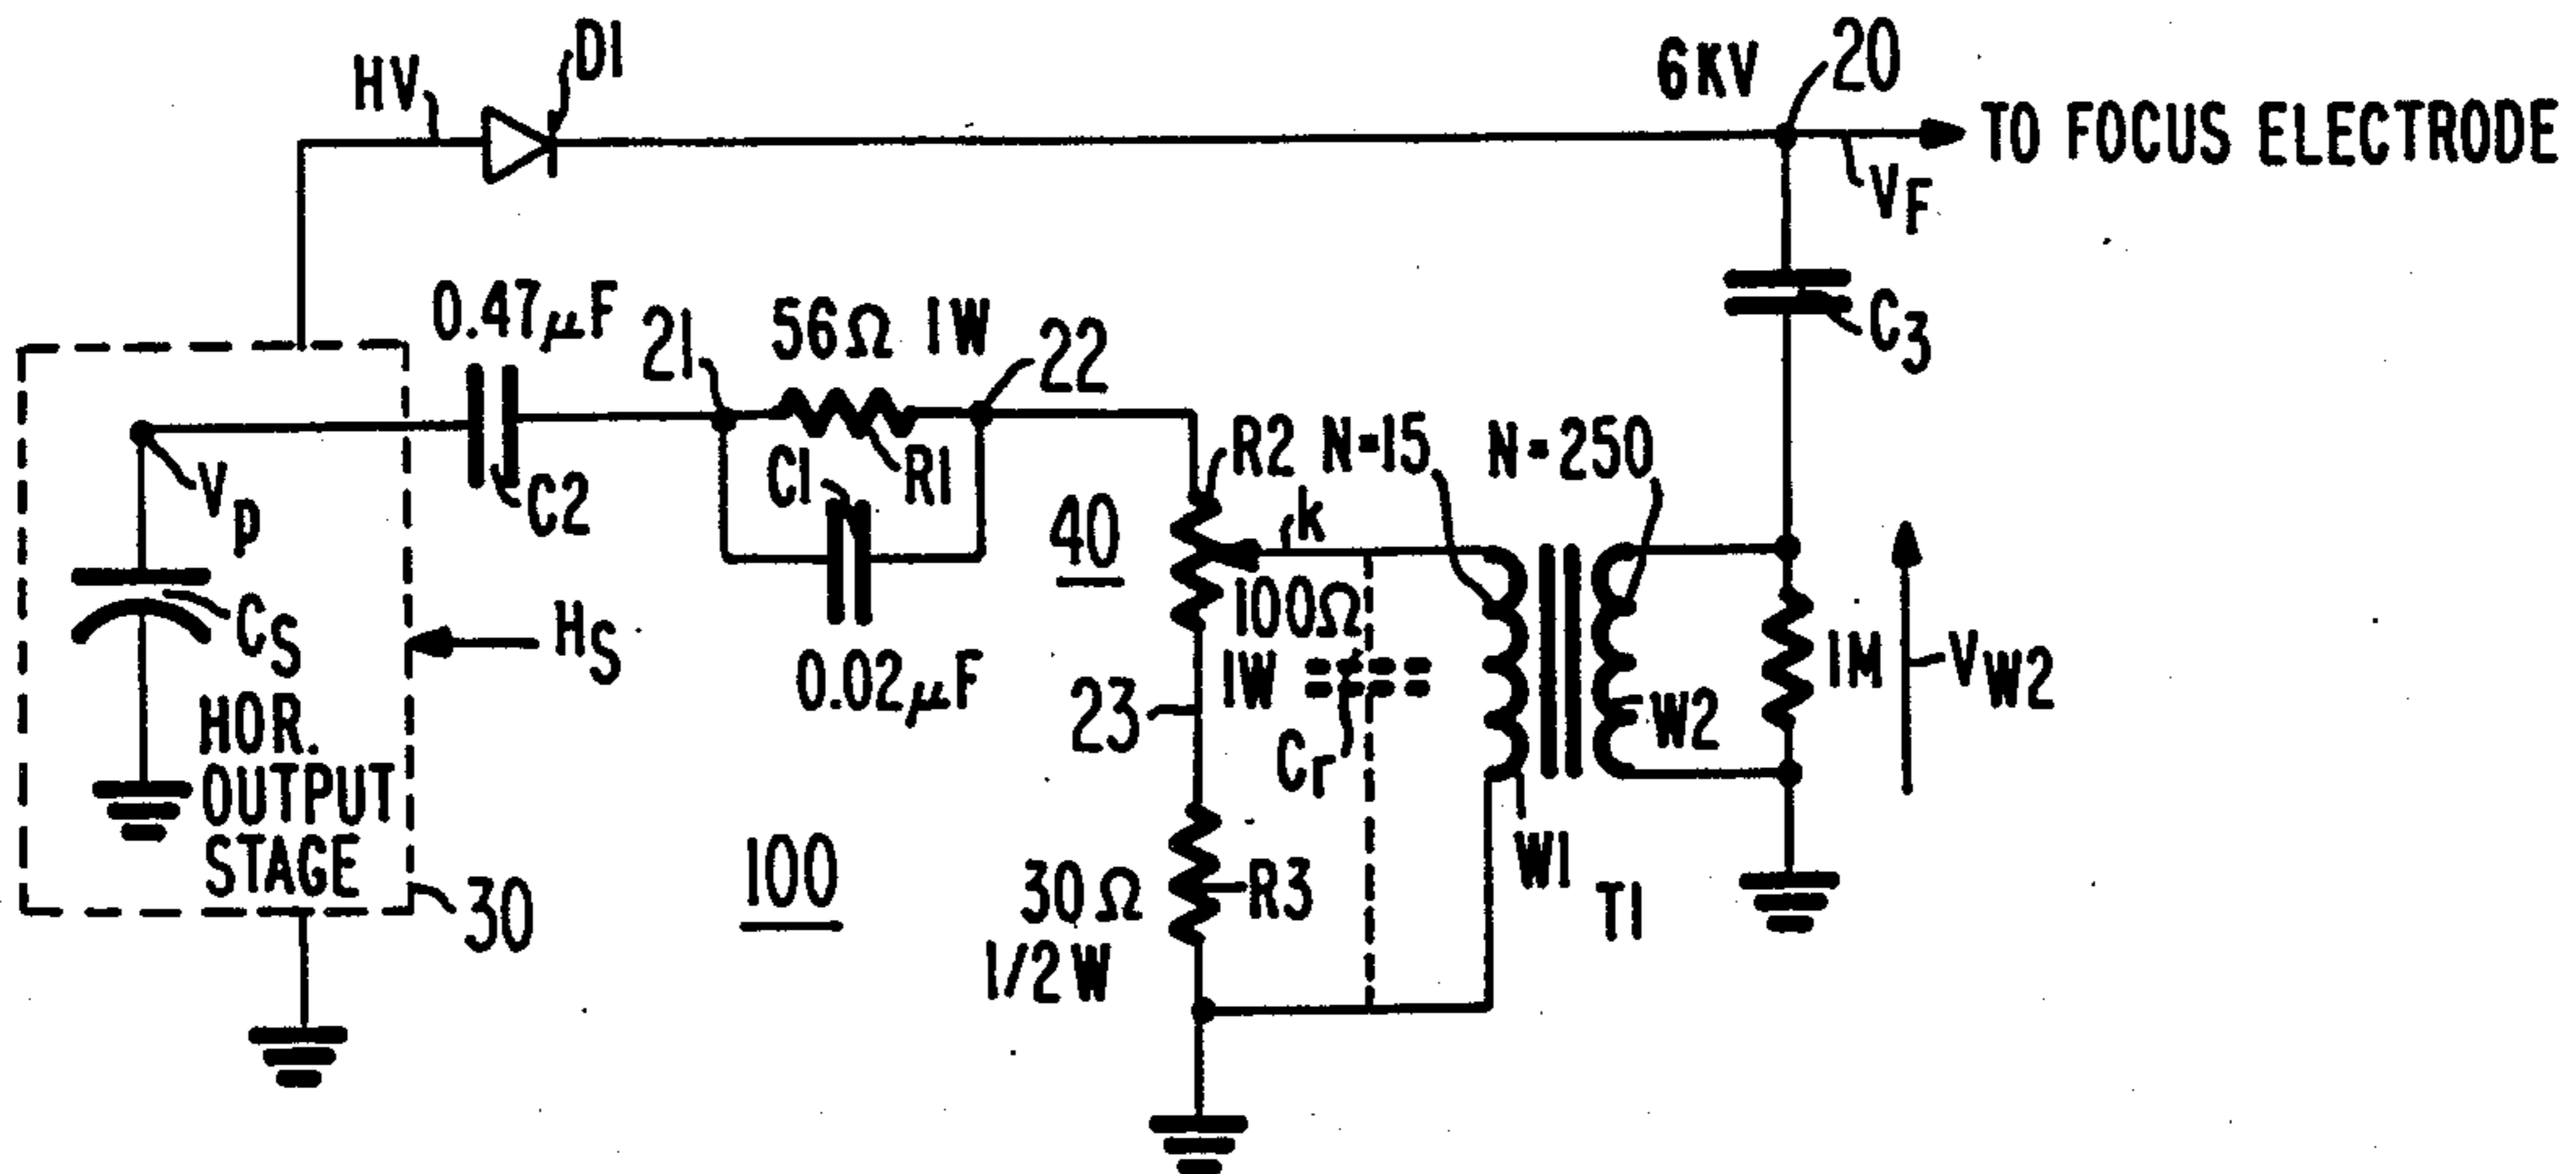 HV
D1
6KV
20
TO FOCUS ELECTRODE
VF
C3
0.47µF
21
56Ω 1W
22
Vp
C2
C1
R1
R2
N=15
N=250
k
40
100Ω
1W
CS
HS
0.02µF
23
Cr
W2
1M
VW2
HOR.
OUTPUT
STAGE
30
100
30Ω
1/2W
R3
W1
T1